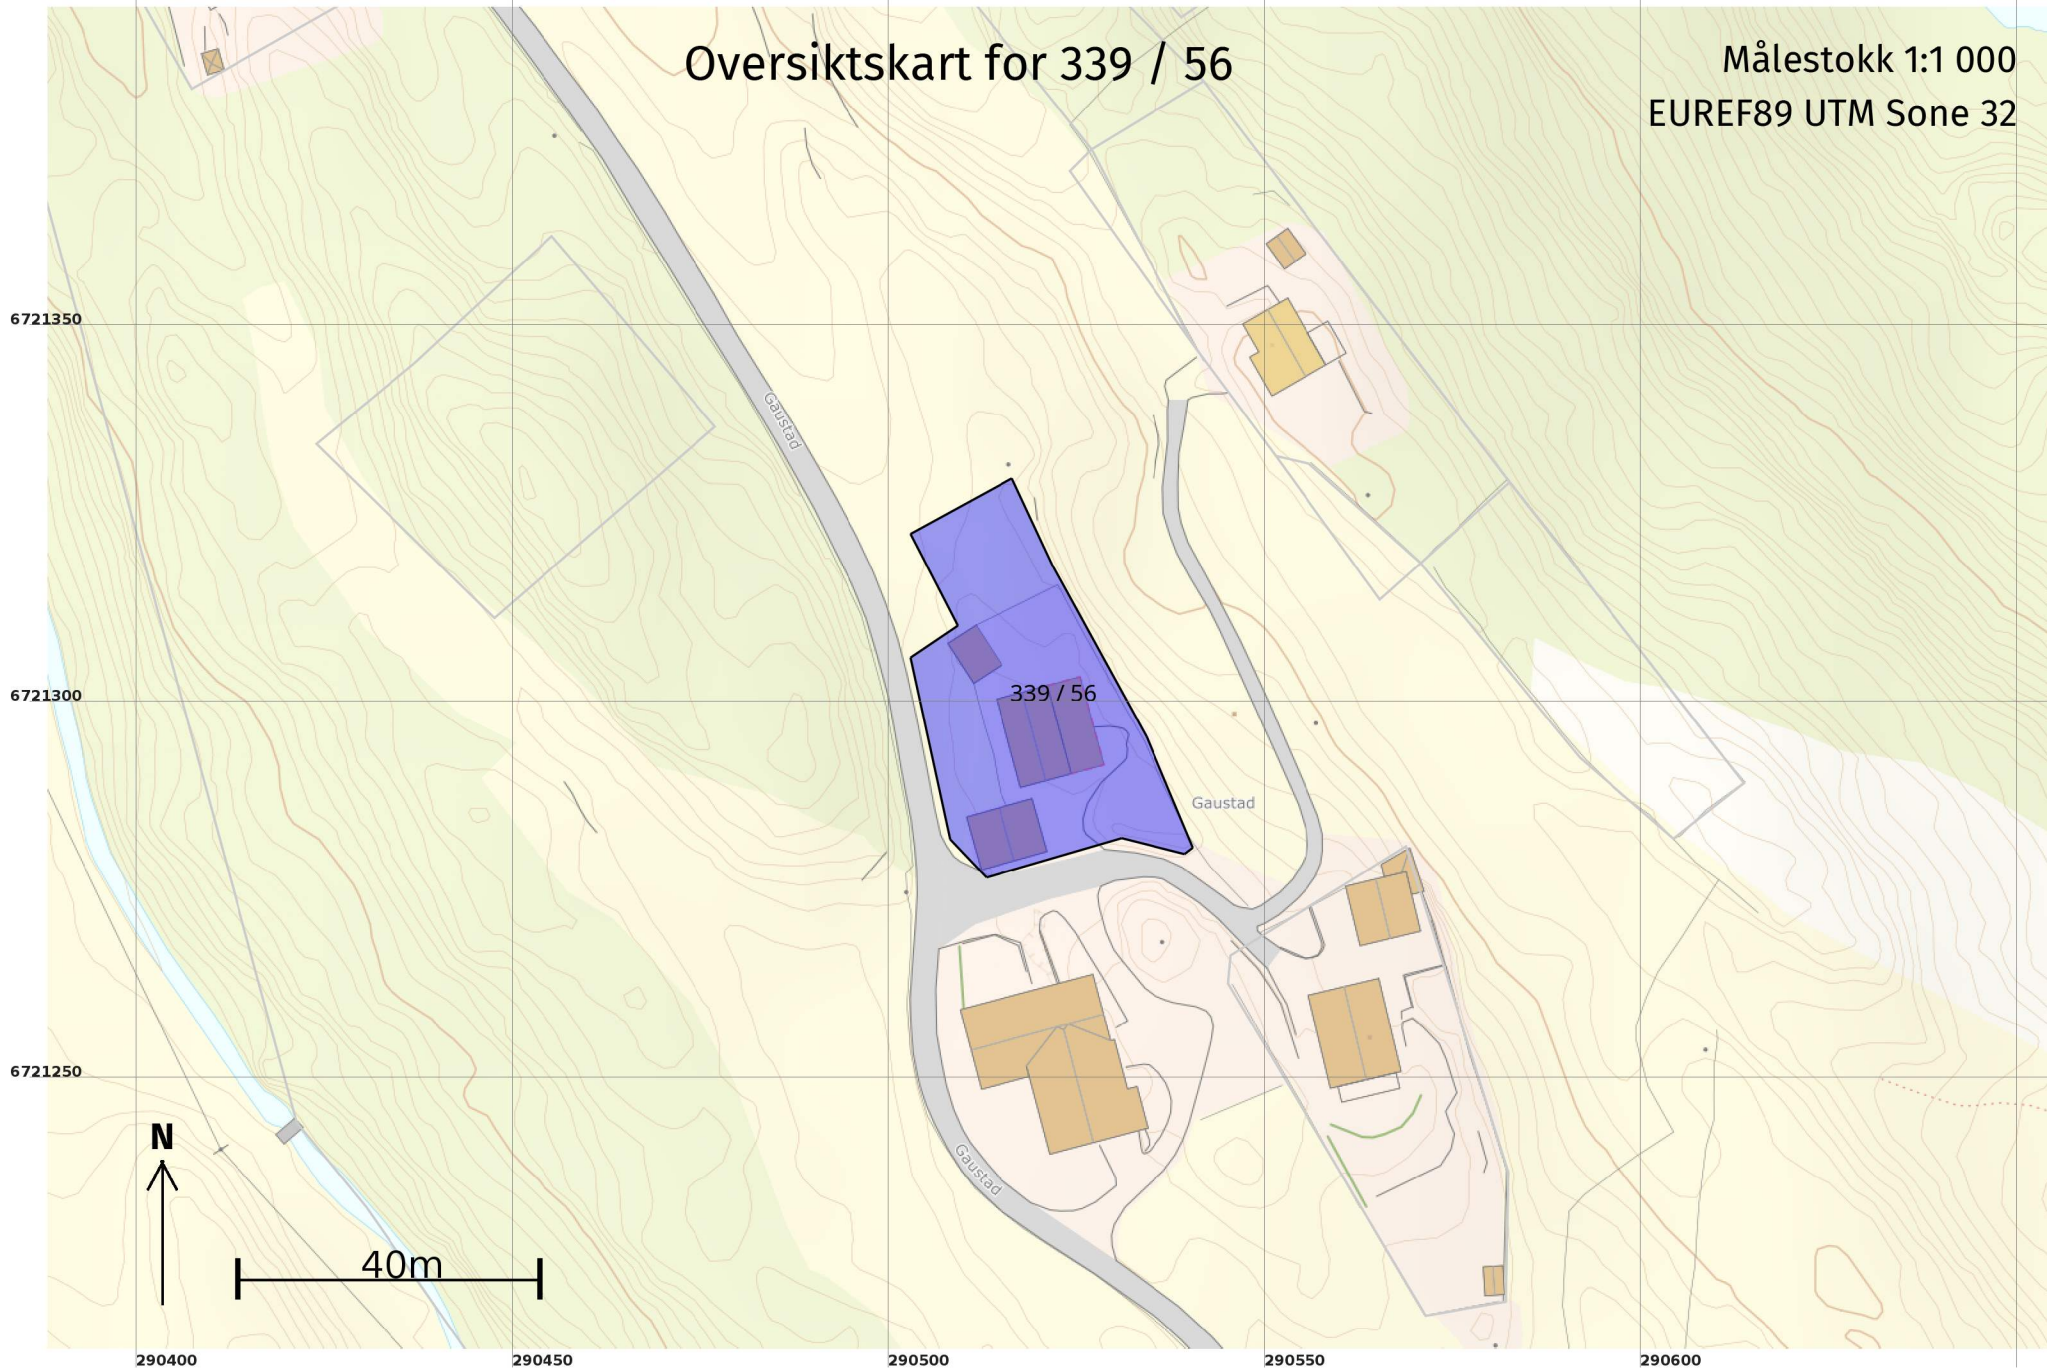 Oversiktskart for 339 / 56
Målestokk 1:1 000
EUREF89 UTM Sone 32
6721350
Gaustad
339 / 56
6721300
Gaustad
6721250
N
Gaustad
40m
290400
290450
290500
290550
290600